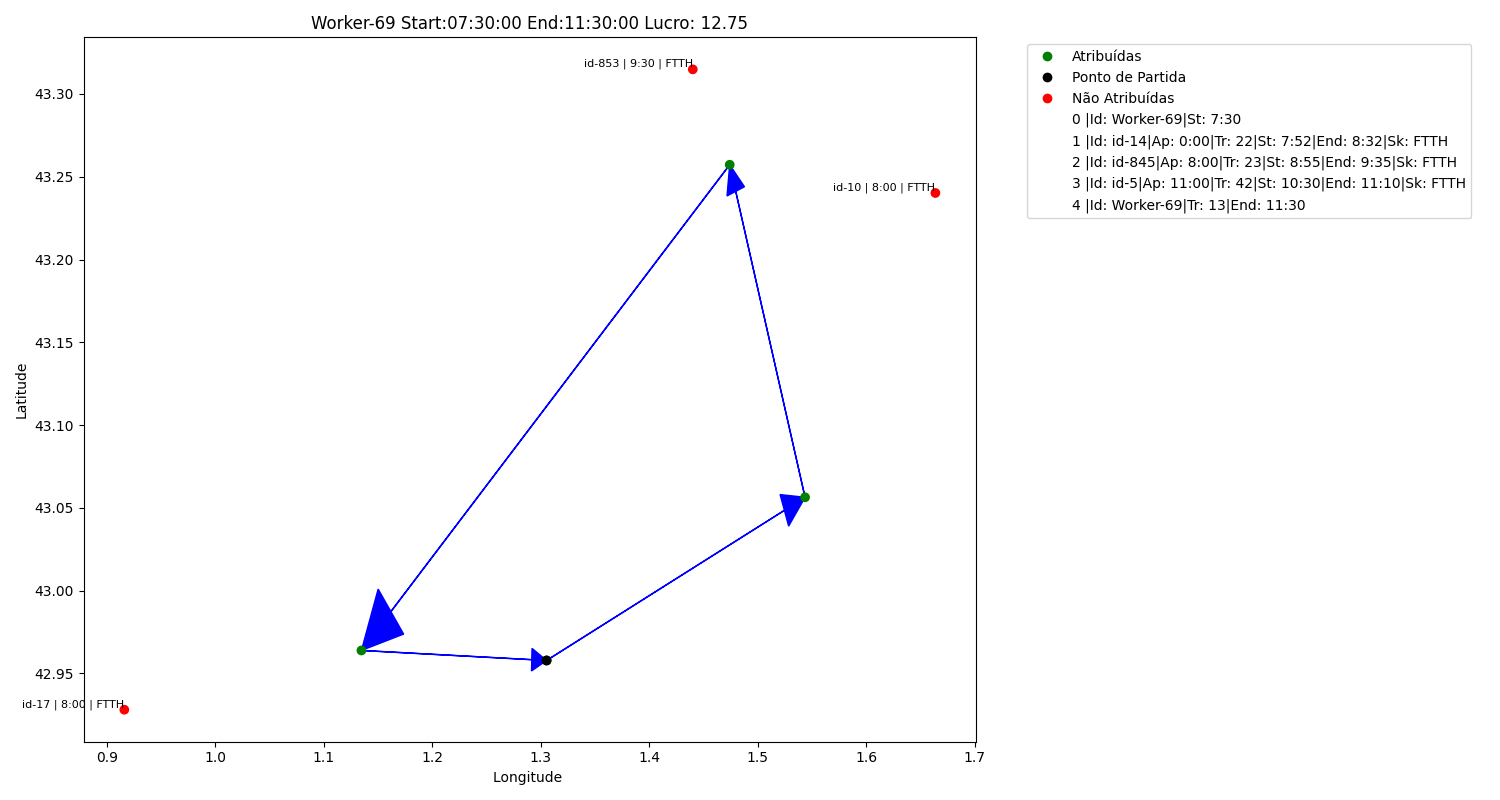 Worker-69 Start:07:30:00 End:11:30:00 Lucro: 12.75
Latitude
43.30
43.25
43.20
43.15
43.10
43.05
43.00
42.95
id-853 | 9:30 | FTTH
id-10 | 8:00 | FTTH
id-17 | 8:00 | FTTH
0.9 1.0 1.1 1.2 1.3 1.4 1.5 1.6 1.7
Longitude
Atribuídas
Ponto de Partida
Não Atribuídas
0 |Id: Worker-69|St: 7:30
1 |Id: id-14|Ap: 0:00|Tr: 22|St: 7:52|End: 8:32|Sk: FTTH
2 |Id: id-845|Ap: 8:00|Tr: 23|St: 8:55|End: 9:35|Sk: FTTH
3 |Id: id-5|Ap: 11:00|Tr: 42|St: 10:30|End: 11:10|Sk: FTTH
4 |Id: Worker-69|Tr: 13|End: 11:30